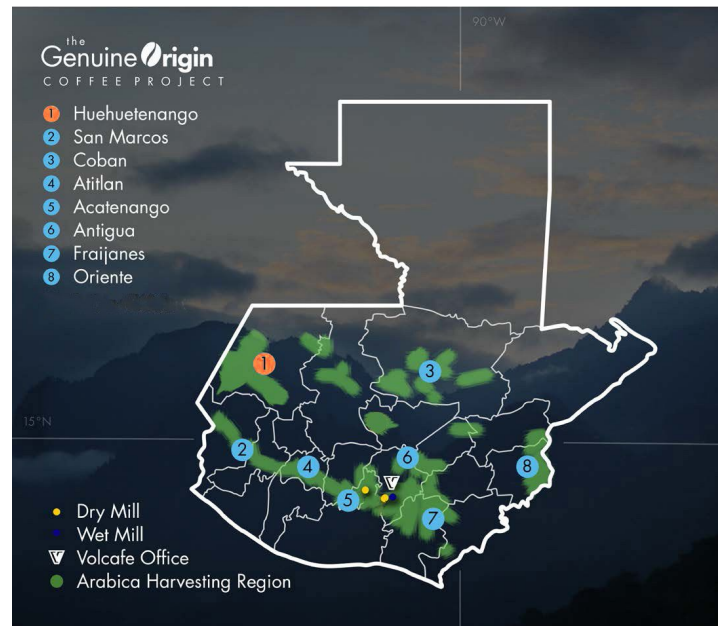 90°W
the
Genuine Origin
COFFEE PROJECT
1 Huehuetenango
2 San Marcos
3 Coban
4 Atitlan
5 Acatenango
6 Antigua
7 Fraijanes
8 Oriente
1
3
15°N
2
4
6
8
5
7
Dry Mill
Wet Mill
Volcafe Office
Arabica Harvesting Region